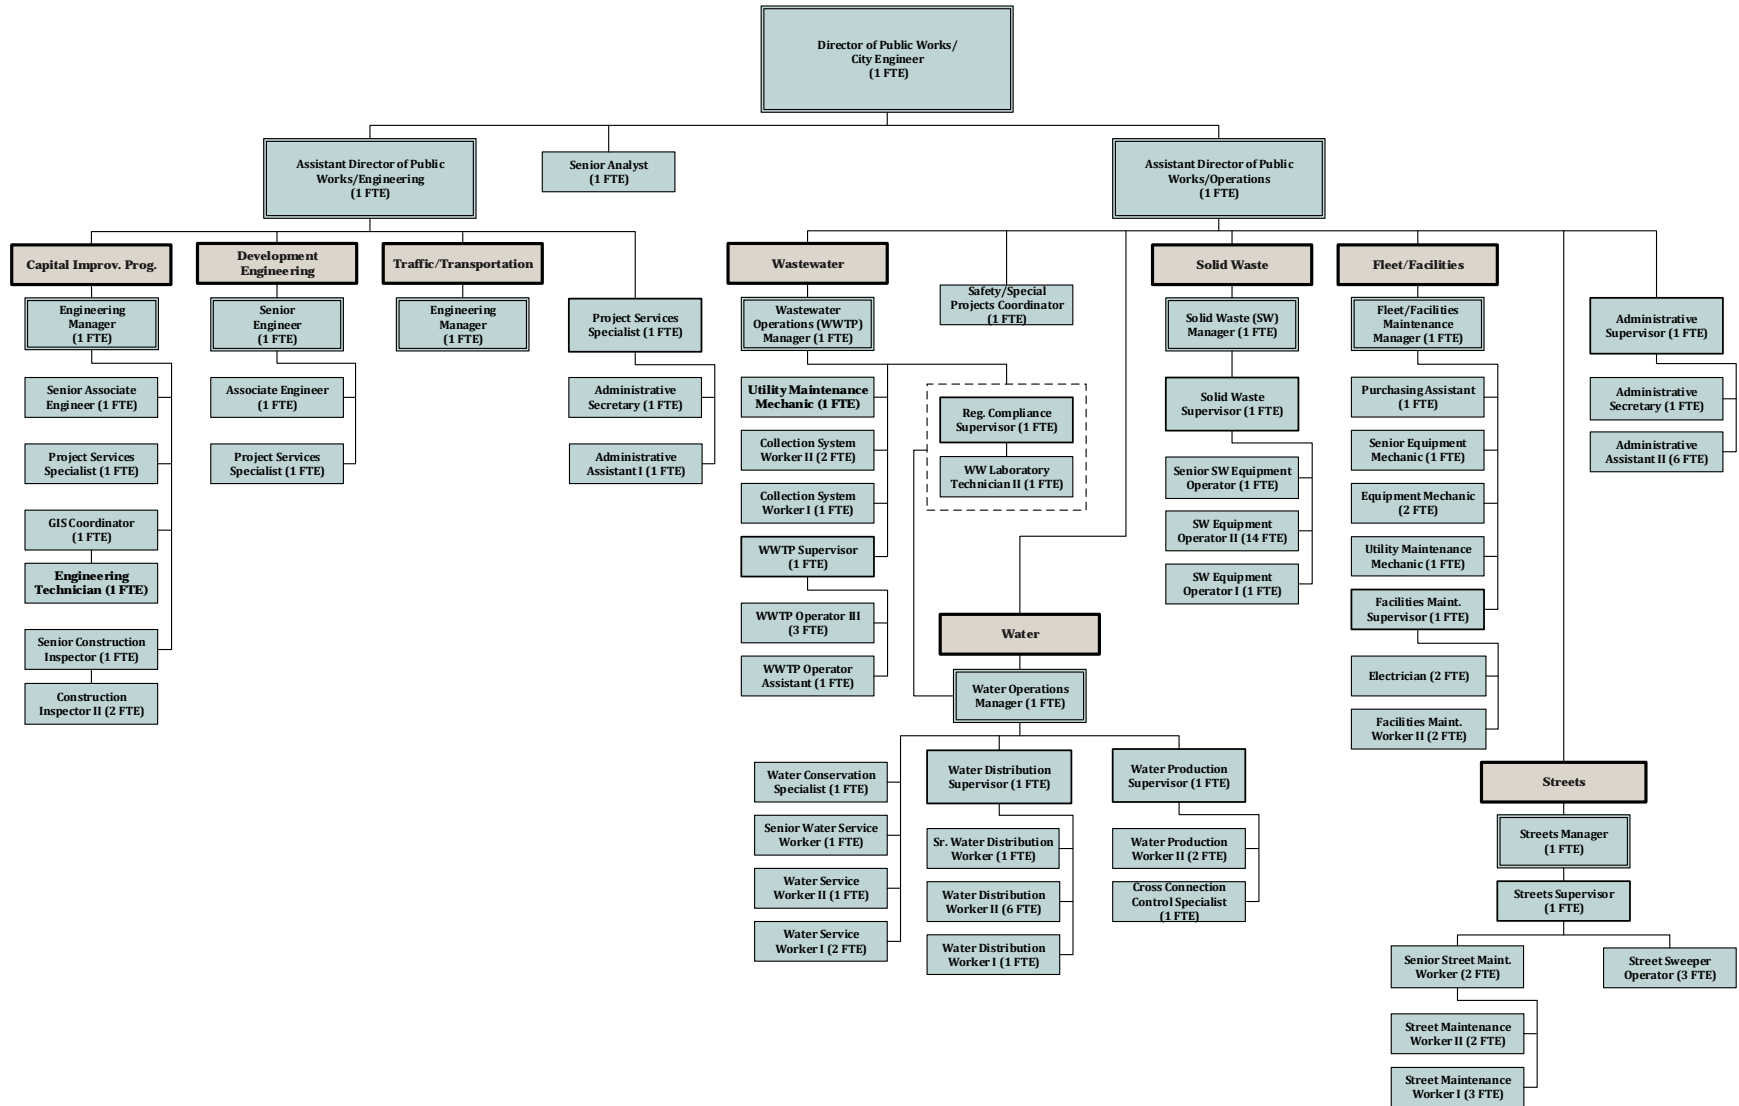 Director of Public Works/
City Engineer
(1 FTE)
Assistant Director of Public
Works/Engineering
(1 FTE)
Senior Analyst
(1 FTE)
Assistant Director of Public
Works/Operations
(1 FTE)
Capital Improv. Prog.
Engineering
Manager
(1 FTE)
Senior Associate
Engineer (1 FTE)
Project Services
Specialist (1 FTE)
GIS Coordinator
(1 FTE)
Engineering
Technician (1 FTE)
Senior Construction
Inspector (1 FTE)
Construction
Inspector II (2 FTE)
Development
Engineering
Senior
Engineer
(1 FTE)
Associate Engineer
(1 FTE)
Project Services
Specialist (1 FTE)
Traffic/Transportation
Engineering
Manager
(1 FTE)
Project Services
Specialist (1 FTE)
Administrative
Secretary (1 FTE)
Administrative
Assistant I (1 FTE)
Wastewater
Wastewater
Operations (WWTP)
Manager (1 FTE)
Utility Maintenance
Mechanic (1 FTE)
Collection System
Worker II (2 FTE)
Collection System
Worker I (1 FTE)
WWTP Supervisor
(1 FTE)
WWTP Operator III
(3 FTE)
WWTP Operator
Assistant (1 FTE)
Safety/Special
Projects Coordinator
(1 FTE)
Reg. Compliance
Supervisor (1 FTE)
WW Laboratory
Technician II (1 FTE)
Water
Water Operations
Manager (1 FTE)
Water Conservation
Specialist (1 FTE)
Senior Water Service
Worker (1 FTE)
Water Service
Worker II (1 FTE)
Water Service
Worker I (2 FTE)
Water Distribution
Supervisor (1 FTE)
Sr. Water Distribution
Worker (1 FTE)
Water Distribution
Worker II (6 FTE)
Water Distribution
Worker I (1 FTE)
Water Production
Supervisor (1 FTE)
Water Production
Worker II (2 FTE)
Cross Connection
Control Specialist
(1 FTE)
Solid Waste
Solid Waste (SW)
Manager (1 FTE)
Solid Waste
Supervisor (1 FTE)
Senior SW Equipment
Operator (1 FTE)
SW Equipment
Operator II (14 FTE)
SW Equipment
Operator I (1 FTE)
Fleet/Facilities
Fleet/Facilities
Maintenance
Manager (1 FTE)
Purchasing Assistant
(1 FTE)
Senior Equipment
Mechanic (1 FTE)
Equipment Mechanic
(2 FTE)
Utility Maintenance
Mechanic (1 FTE)
Facilities Maint.
Supervisor (1 FTE)
Electrician (2 FTE)
Facilities Maint.
Worker II (2 FTE)
Administrative
Supervisor (1 FTE)
Administrative
Secretary (1 FTE)
Administrative
Assistant II (6 FTE)
Streets
Streets Manager
(1 FTE)
Streets Supervisor
(1 FTE)
Senior Street Maint.
Worker (2 FTE)
Street Maintenance
Worker II (2 FTE)
Street Maintenance
Worker I (3 FTE)
Street Sweeper
Operator (3 FTE)